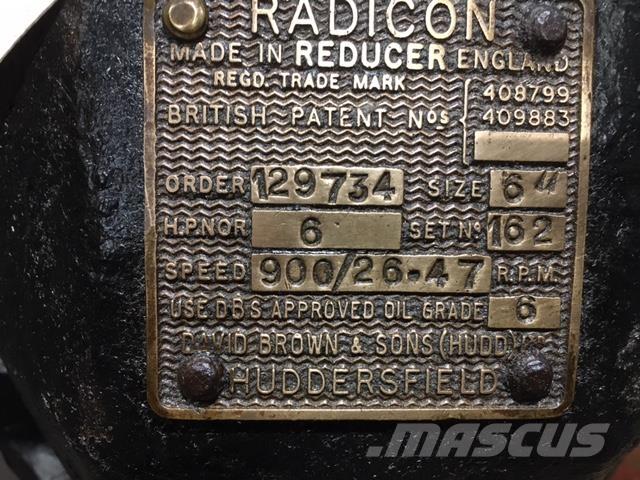 RADICON
MADE IN REDUCER ENGLAND
REGD. TRADE MARK
BRITISH PATENT Nos 408799
409883
ORDER 129734 SIZE 6"
H.P.NOR 6 SET No 162
SPEED 900/26·47 R.P.M.
USE D.B.S APPROVED OIL GRADE 6
DAVID BROWN & SONS (HUDD) LTD
HUDDERSFIELD
MASCUS